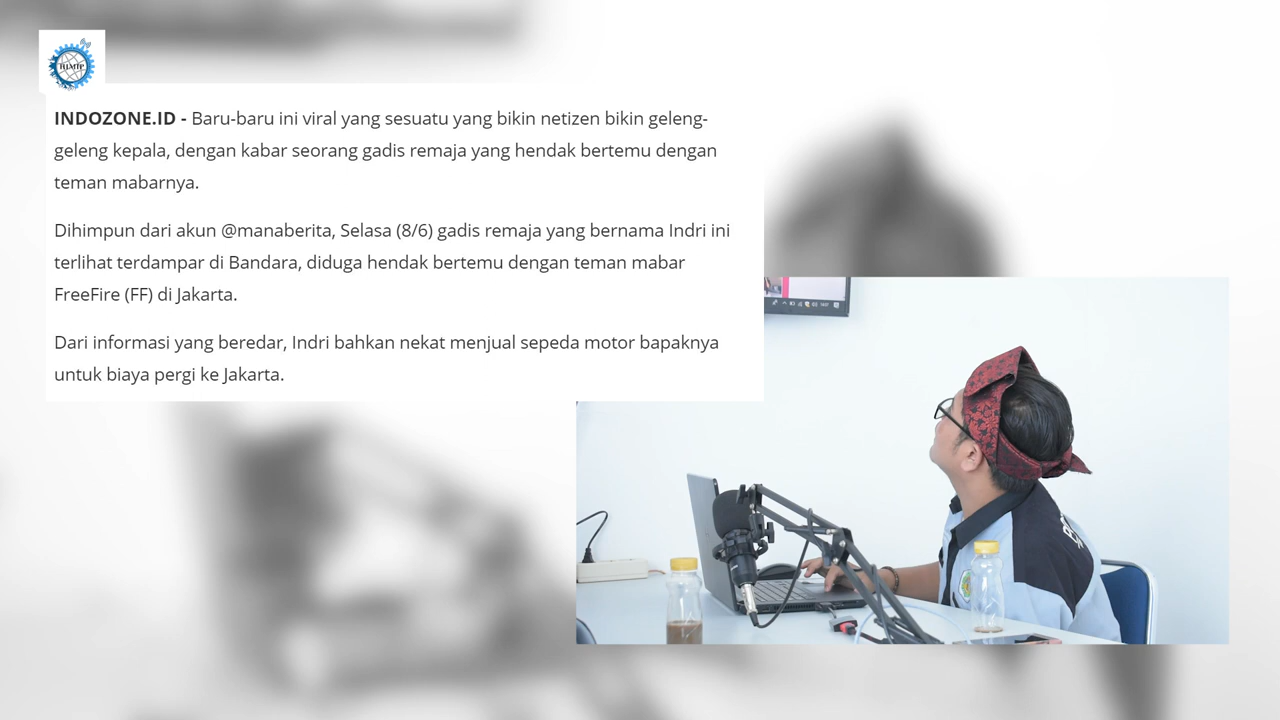 INDOZONE.ID - Baru-baru ini viral yang sesuatu yang bikin netizen bikin geleng-
geleng kepala, dengan kabar seorang gadis remaja yang hendak bertemu dengan
teman mabarnya.
Dihimpun dari akun @manaberita, Selasa (8/6) gadis remaja yang bernama Indri ini
terlihat terdampar di Bandara, diduga hendak bertemu dengan teman mabar
FreeFire (FF) di Jakarta.
Dari informasi yang beredar, Indri bahkan nekat menjual sepeda motor bapaknya
untuk biaya pergi ke Jakarta.